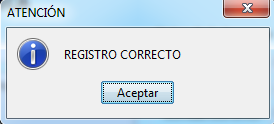 ATENCIÓN
REGISTRO CORRECTO
Aceptar